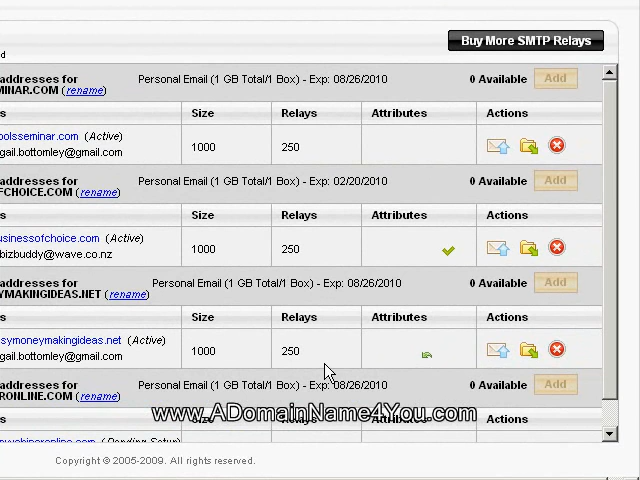 Buy More SMTP Relays
d
addresses for Personal Email (1 GB Total/1 Box) - Exp: 08/26/2010 0 Available Add
MINAR.COM (rename)
s Size Relays Attributes Actions
oolsseminar.com (Active)
gail.bottomley@gmail.com 1000 250
addresses for Personal Email (1 GB Total/1 Box) - Exp: 02/20/2010 0 Available Add
FCHOICE.COM (rename)
s Size Relays Attributes Actions
usinessofchoice.com (Active)
bizbuddy@wave.co.nz 1000 250
addresses for Personal Email (1 GB Total/1 Box) - Exp: 08/26/2010 0 Available Add
YMAKINGIDEAS.NET (rename)
s Size Relays Attributes Actions
symoneymakingideas.net (Active)
gail.bottomley@gmail.com 1000 250
addresses for Personal Email (1 GB Total/1 Box) - Exp: 08/26/2010 0 Available Add
RONLINE.COM (rename)
www.ADomainName4You.com
s Size Relays Attributes Actions
Copyright © 2005-2009. All rights reserved.